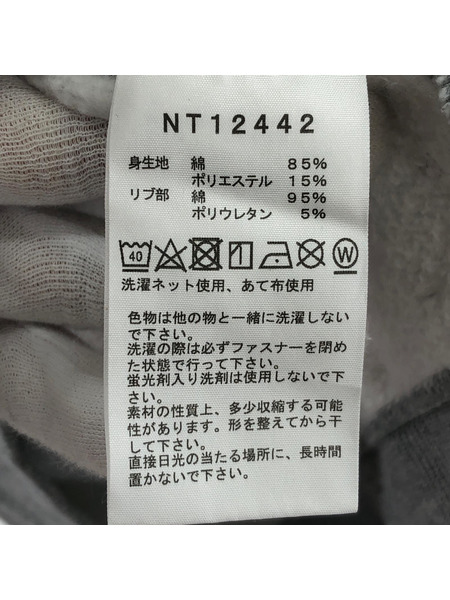 NT12442
身生地 綿 85%
ポリエステル 15%
リブ部 綿 95%
ポリウレタン 5%
40 W
洗濯ネット使用、あて布使用
色物は他の物と一緒に洗濯しない
で下さい。
洗濯の際は必ずファスナーを閉め
た状態で行って下さい。
蛍光剤入り洗剤は使用しないで下
さい。
素材の性質上、多少収縮する可能
性があります。形を整えてから干
して下さい。
直接日光の当たる場所に、長時間
置かないで下さい。